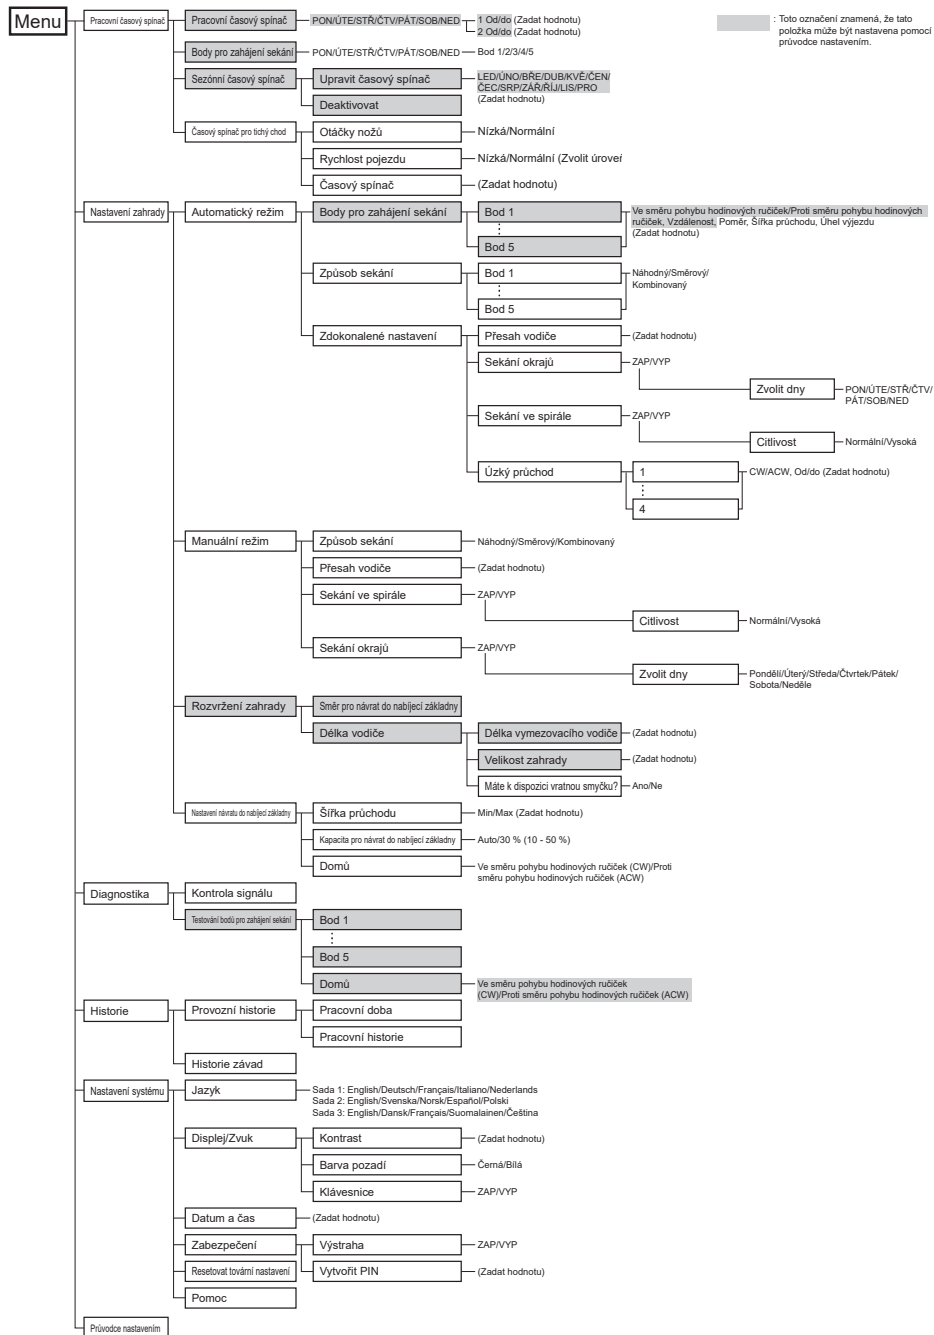 Menu
Pracovní časový spínač
Pracovní časový spínač
PON/ÚTE/STŘ/ČTV/PÁT/SOB/NED
1 Od/do (Zadat hodnotu)
2 Od/do (Zadat hodnotu)
: Toto označení znamená, že tato
položka může být nastavena pomocí
průvodce nastavením.
Body pro zahájení sekání
PON/ÚTE/STŘ/ČTV/PÁT/SOB/NED
Bod 1/2/3/4/5
Sezónní časový spínač
Upravit časový spínač
LED/ÚNO/BŘE/DUB/KVĚ/ČEN/
ČEC/SRP/ZÁŘ/ŘÍJ/LIS/PRO
(Zadat hodnotu)
Deaktivovat
Časový spínač pro tichý chod
Otáčky nožů
Nízká/Normální
Rychlost pojezdu
Nízká/Normální (Zvolit úroveň
Časový spínač
(Zadat hodnotu)
Nastavení zahrady
Automatický režim
Body pro zahájení sekání
Bod 1
Bod 5
Ve směru pohybu hodinových ručiček/Proti směru pohybu hodinových
ručiček, Vzdálenost, Poměr, Šířka průchodu, Úhel výjezdu
(Zadat hodnotu)
Způsob sekání
Bod 1
Bod 5
Náhodný/Směrový/
Kombinovaný
Zdokonalené nastavení
Přesah vodiče
(Zadat hodnotu)
Sekání okrajů
ZAP/VYP
Zvolit dny
PON/ÚTE/STŘ/ČTV/
PÁT/SOB/NED
Sekání ve spirále
ZAP/VYP
Citlivost
Normální/Vysoká
Úzký průchod
1
4
CW/ACW, Od/do (Zadat hodnotu)
Manuální režim
Způsob sekání
Náhodný/Směrový/Kombinovaný
Přesah vodiče
(Zadat hodnotu)
Sekání ve spirále
ZAP/VYP
Citlivost
Normální/Vysoká
Sekání okrajů
ZAP/VYP
Zvolit dny
Pondělí/Úterý/Středa/Čtvrtek/Pátek/
Sobota/Neděle
Rozvržení zahrady
Směr pro návrat do nabíjecí základny
Délka vodiče
Délka vymezovacího vodiče
(Zadat hodnotu)
Velikost zahrady
(Zadat hodnotu)
Máte k dispozici vratnou smyčku?
Ano/Ne
Nastavení návratu do nabíjecí základny
Šířka průchodu
Min/Max (Zadat hodnotu)
Kapacita pro návrat do nabíjecí základny
Auto/30 % (10 - 50 %)
Domů
Ve směru pohybu hodinových ručiček (CW)/Proti
směru pohybu hodinových ručiček (ACW)
Diagnostika
Kontrola signálu
Testování bodů pro zahájení sekání
Bod 1
Bod 5
Domů
Ve směru pohybu hodinových ručiček
(CW)/Proti směru pohybu hodinových ručiček (ACW)
Historie
Provozní historie
Pracovní doba
Pracovní historie
Historie závad
Nastavení systému
Jazyk
Sada 1: English/Deutsch/Français/Italiano/Nederlands
Sada 2: English/Svenska/Norsk/Español/Polski
Sada 3: English/Dansk/Français/Suomalainen/Čeština
Displej/Zvuk
Kontrast
(Zadat hodnotu)
Barva pozadí
Černá/Bílá
Klávesnice
ZAP/VYP
Datum a čas
(Zadat hodnotu)
Zabezpečení
Výstraha
ZAP/VYP
Resetovat tovární nastavení
Vytvořit PIN
(Zadat hodnotu)
Pomoc
Průvodce nastavením